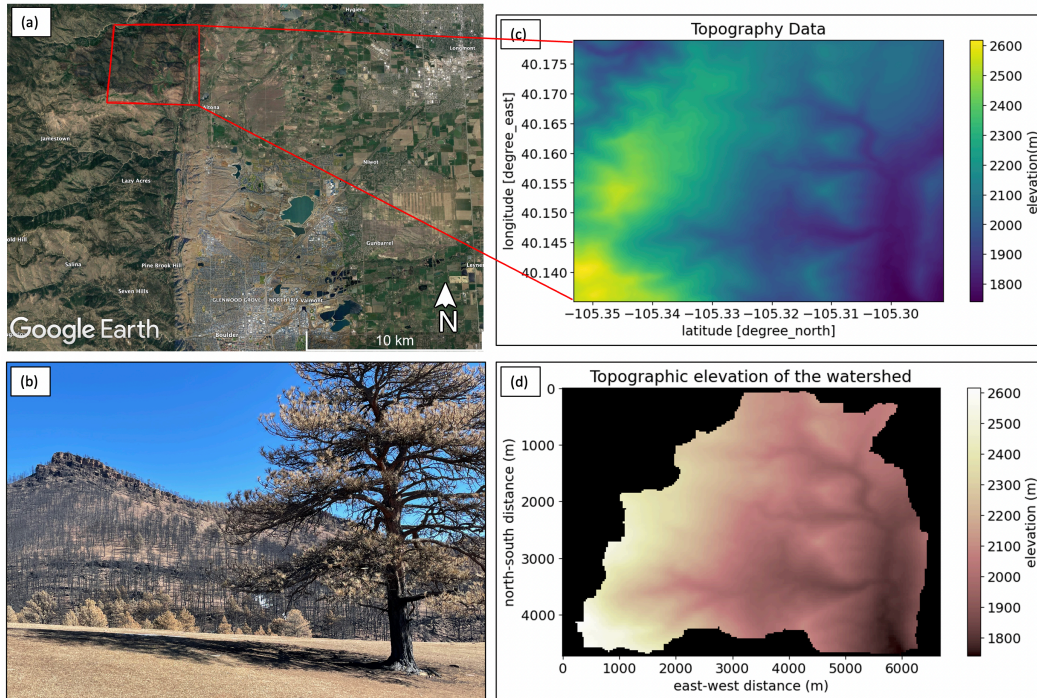 (a)
Hygiene
Longmont
Altona
Jamestown
Niwot
Lazy Acres
Gunbarrel
Salina
Pine Brook Hill
Leyner
Seven Hills
Valmont
Boulder
Google Earth
N
10 km
(c)
Topography Data
40.175
40.170
40.165
40.160
40.155
40.150
40.145
40.140
longitude [degree_east]
−105.35 −105.34 −105.33 −105.32 −105.31 −105.30
latitude [degree_north]
2600
2500
2400
2300
2200
2100
2000
1900
1800
elevation(m)
(b)
(d)
Topographic elevation of the watershed
0
1000
2000
3000
4000
north-south distance (m)
0 1000 2000 3000 4000 5000 6000
east-west distance (m)
2600
2500
2400
2300
2200
2100
2000
1900
1800
elevation (m)